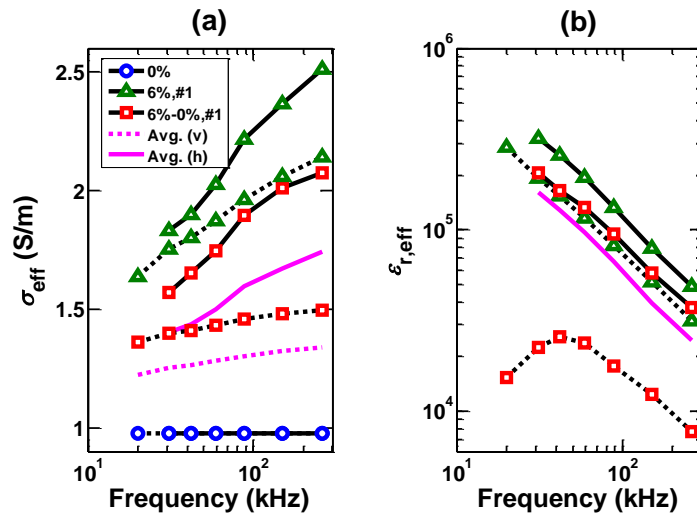 (a)
2.5
2
1.5
1
σeff (S/m)
0%
6%,#1
6%-0%,#1
Avg. (v)
Avg. (h)
10^1
10^2
Frequency (kHz)
(b)
10^6
10^5
10^4
εr,eff
10^1
10^2
Frequency (kHz)